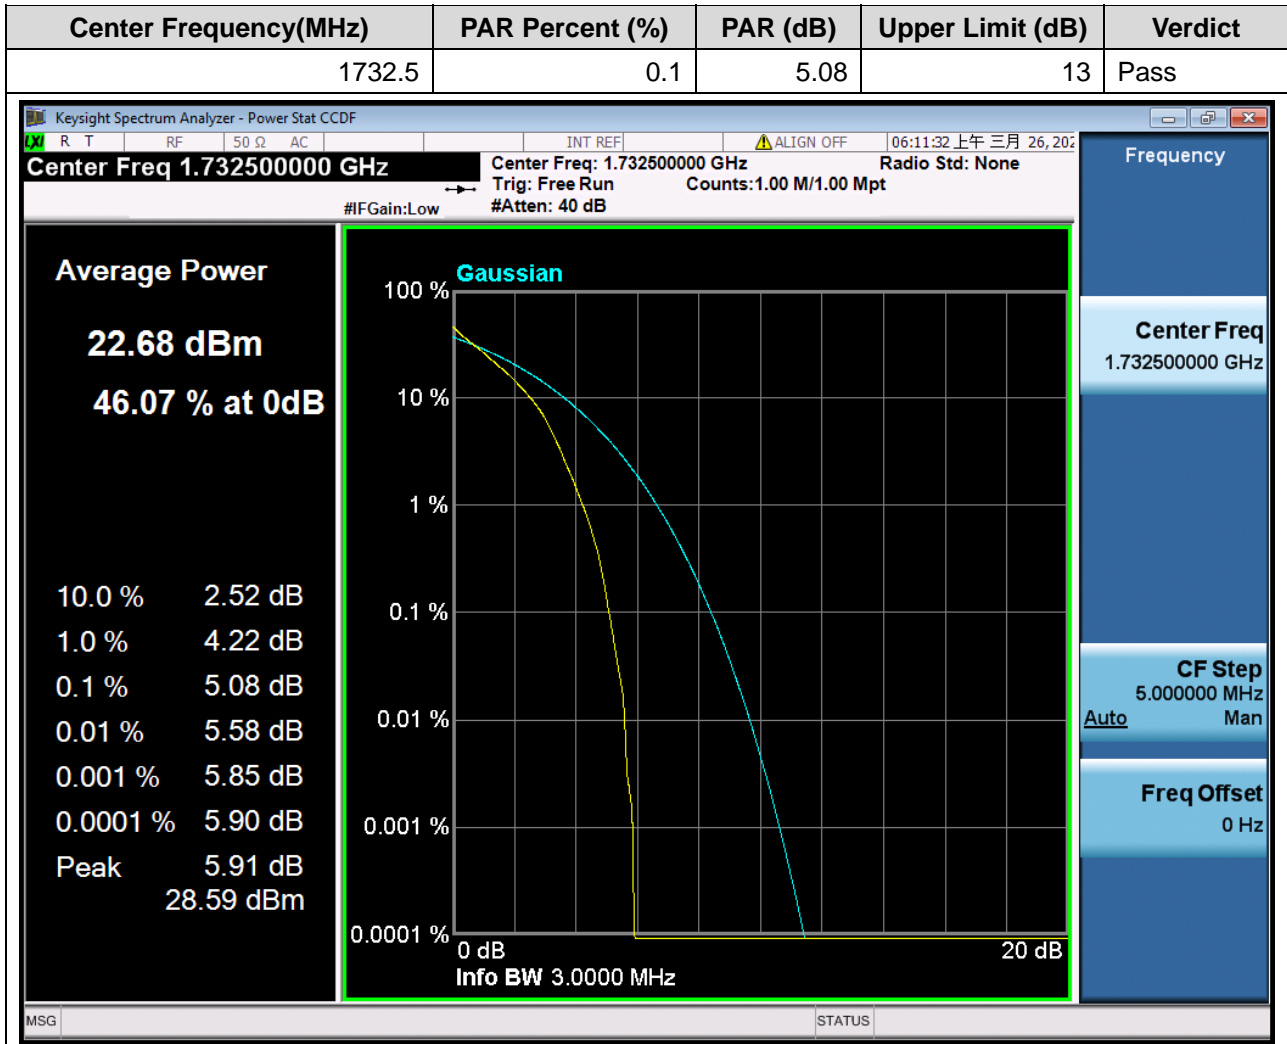 Center Frequency(MHz) PAR Percent (%) PAR (dB) Upper Limit (dB) Verdict
1732.5 0.1 5.08 13 Pass
Keysight Spectrum Analyzer - Power Stat CCDF
LXI R T RF 50 Ω AC INT REF ALIGN OFF 06:11:32 上午 三月 26, 202
Center Freq 1.732500000 GHz
Center Freq: 1.732500000 GHz Radio Std: None
Trig: Free Run Counts:1.00 M/1.00 Mpt
#IFGain:Low #Atten: 40 dB
Average Power
22.68 dBm
46.07 % at 0dB
10.0 % 2.52 dB
1.0 % 4.22 dB
0.1 % 5.08 dB
0.01 % 5.58 dB
0.001 % 5.85 dB
0.0001 % 5.90 dB
Peak 5.91 dB
28.59 dBm
Gaussian
100 %
10 %
1 %
0.1 %
0.01 %
0.001 %
0.0001 %
0 dB 20 dB
Info BW 3.0000 MHz
Frequency
Center Freq
1.732500000 GHz
CF Step
5.000000 MHz
Auto Man
Freq Offset
0 Hz
MSG STATUS